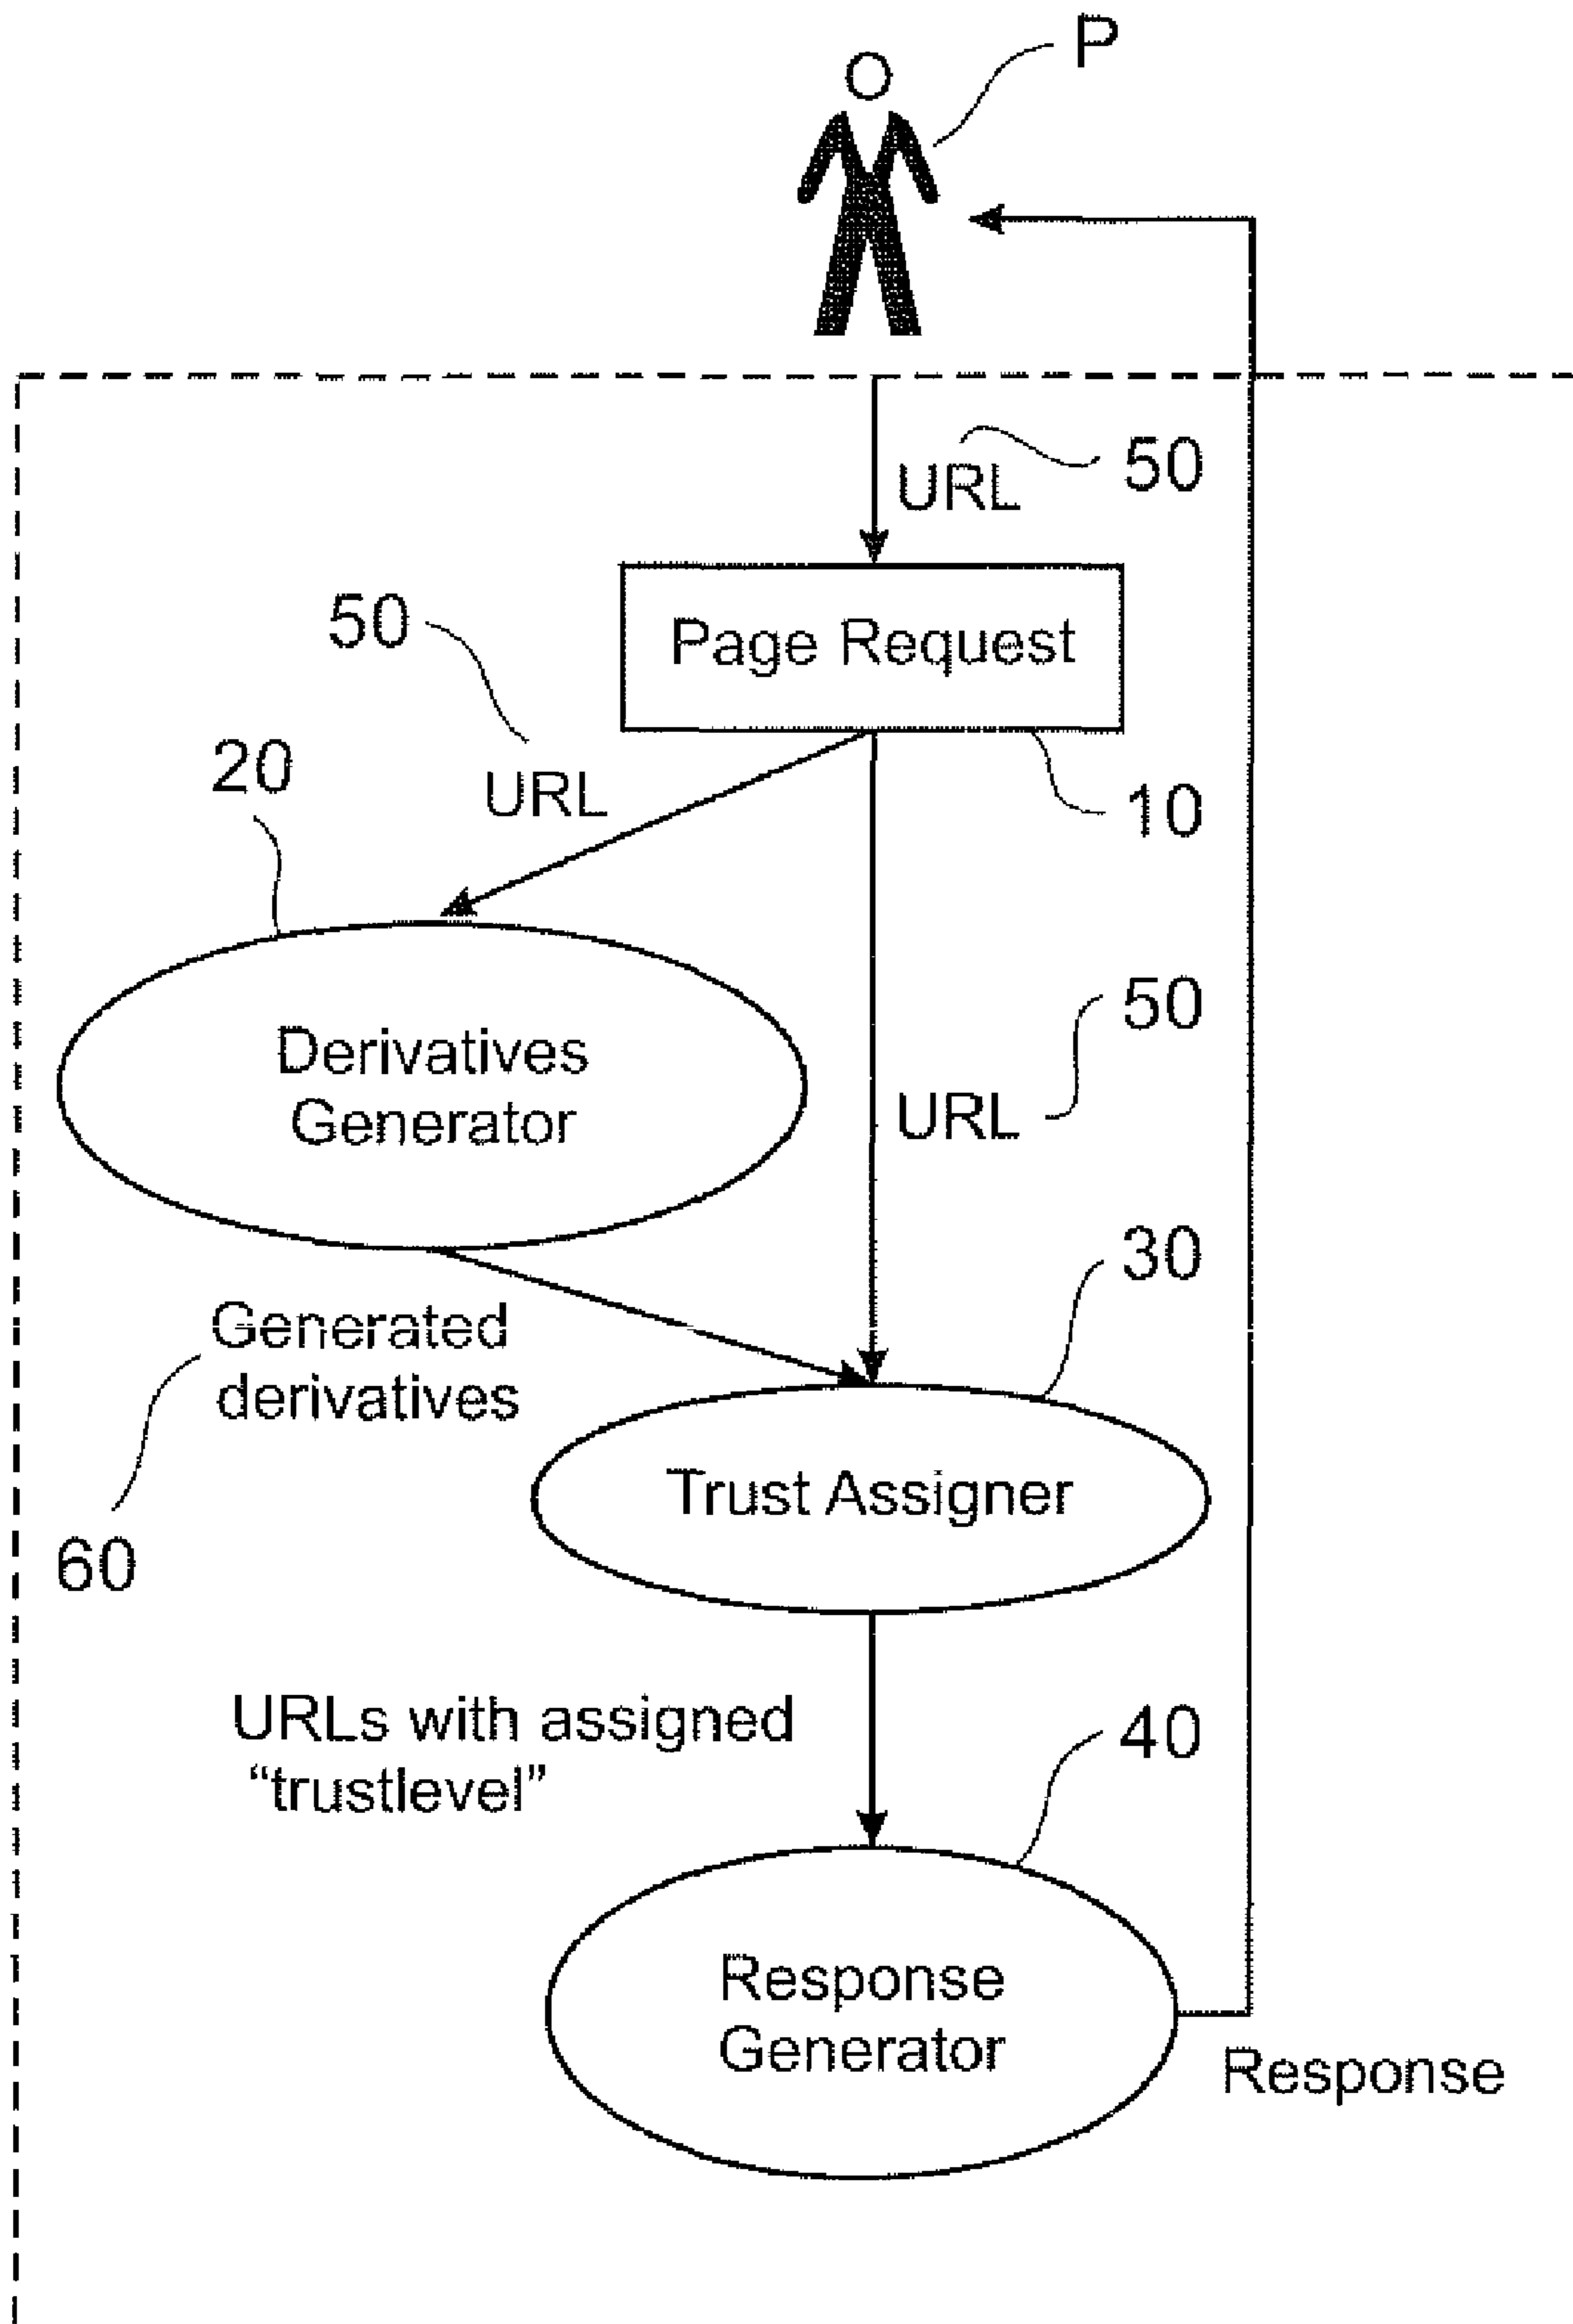 P
50
URL
50
Page Request
20
URL
10
50
Derivatives
Generator
URL
30
Generated
derivatives
Trust Assigner
60
URLs with assigned
“trustlevel”
40
Response
Generator
Response